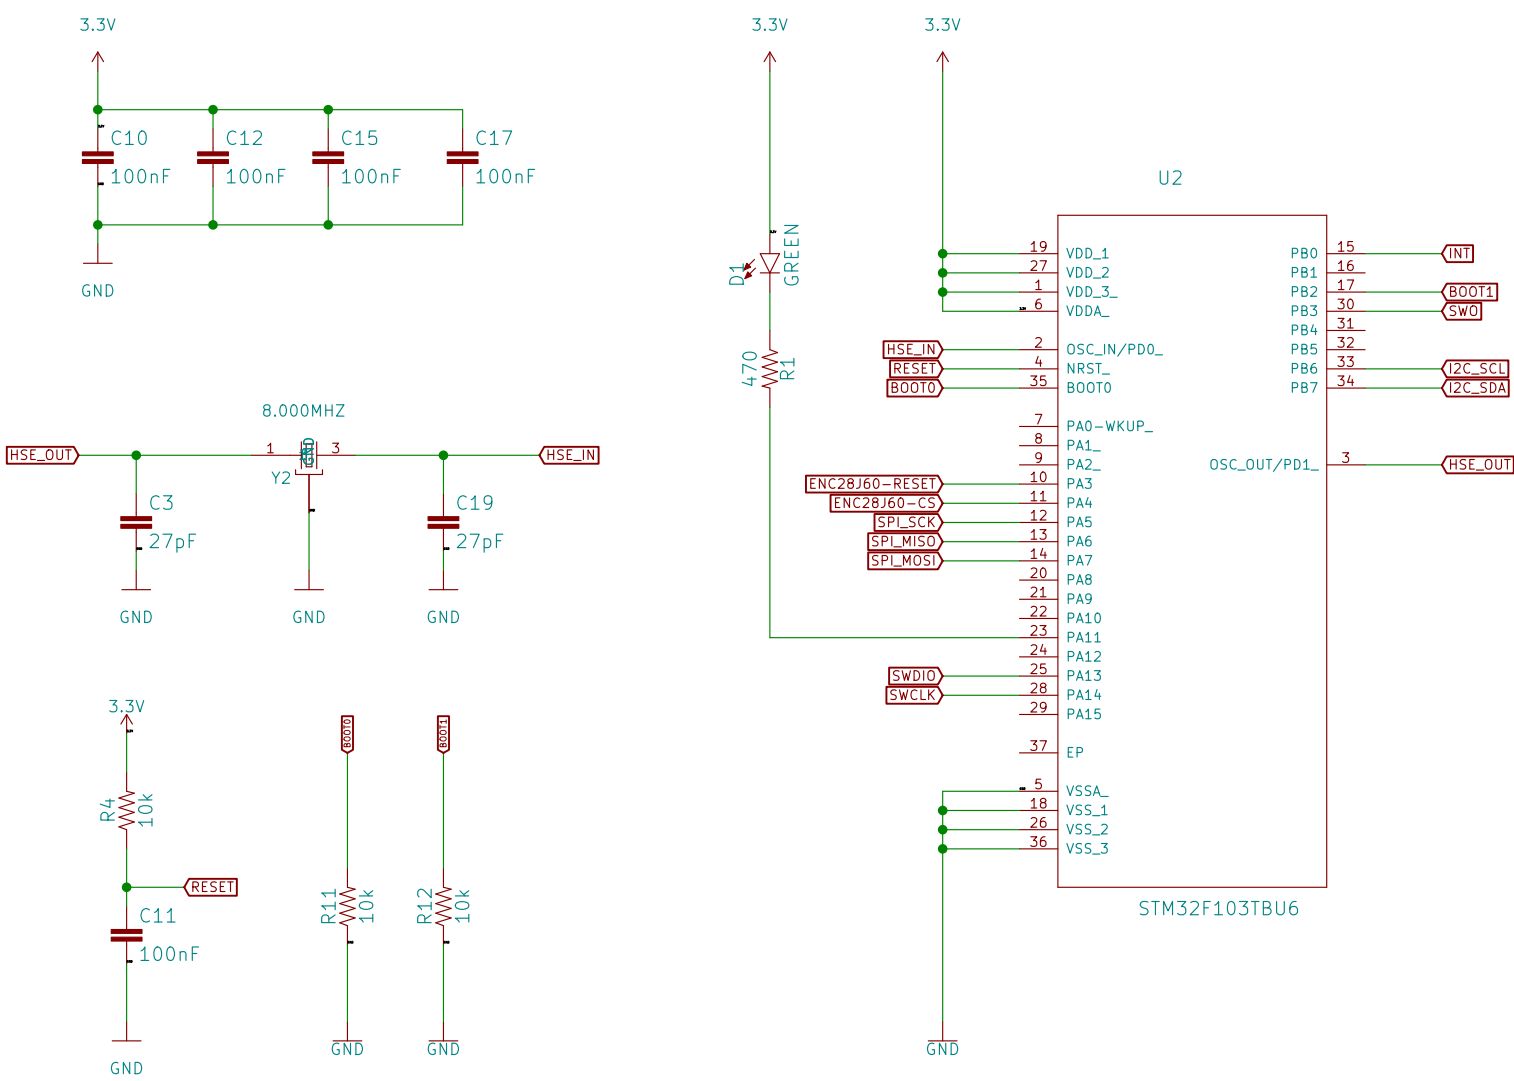 3.3V
3.3V
3.3V
C10
100nF
C12
100nF
C15
100nF
C17
100nF
GND
8.000MHZ
HSE_OUT
1
GND
3
HSE_IN
Y2
C3
27pF
C19
27pF
GND
GND
GND
3.3V
R4
10k
RESET
C11
100nF
GND
BOOT0
R11
10k
GND
BOOT1
R12
10k
GND
D1
GREEN
470
R1
U2
19 VDD_1
27 VDD_2
1 VDD_3_
6 VDDA_
HSE_IN 2 OSC_IN/PD0_
RESET 4 NRST_
BOOT0 35 BOOT0
7 PA0-WKUP_
8 PA1_
9 PA2_
ENC28J60-RESET 10 PA3
ENC28J60-CS 11 PA4
SPI_SCK 12 PA5
SPI_MISO 13 PA6
SPI_MOSI 14 PA7
20 PA8
21 PA9
22 PA10
23 PA11
24 PA12
SWDIO 25 PA13
SWCLK 28 PA14
29 PA15
37 EP
5 VSSA_
18 VSS_1
26 VSS_2
36 VSS_3
GND
PB0 15 INT
PB1 16
PB2 17 BOOT1
PB3 30 SWO
PB4 31
PB5 32
PB6 33 I2C_SCL
PB7 34 I2C_SDA
OSC_OUT/PD1_ 3 HSE_OUT
STM32F103TBU6